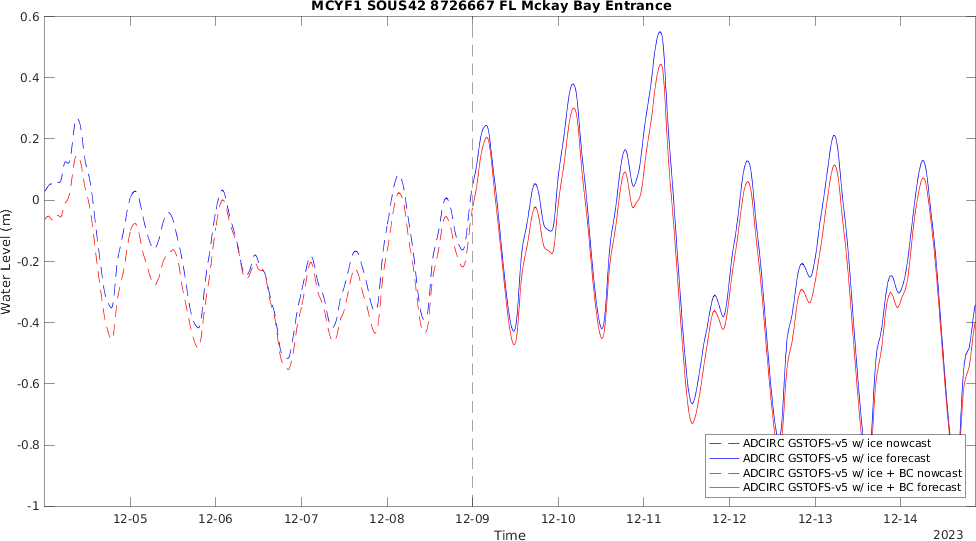 MCYF1 SOUS42 8726667 FL Mckay Bay Entrance
0.6
0.4
0.2
0
-0.2
-0.4
-0.6
-0.8
-1
Water Level (m)
ADCIRC GSTOFS-v5 w/ ice nowcast
ADCIRC GSTOFS-v5 w/ ice forecast
ADCIRC GSTOFS-v5 w/ ice + BC nowcast
ADCIRC GSTOFS-v5 w/ ice + BC forecast
12-05 12-06 12-07 12-08 12-09 12-10 12-11 12-12 12-13 12-14
Time
2023